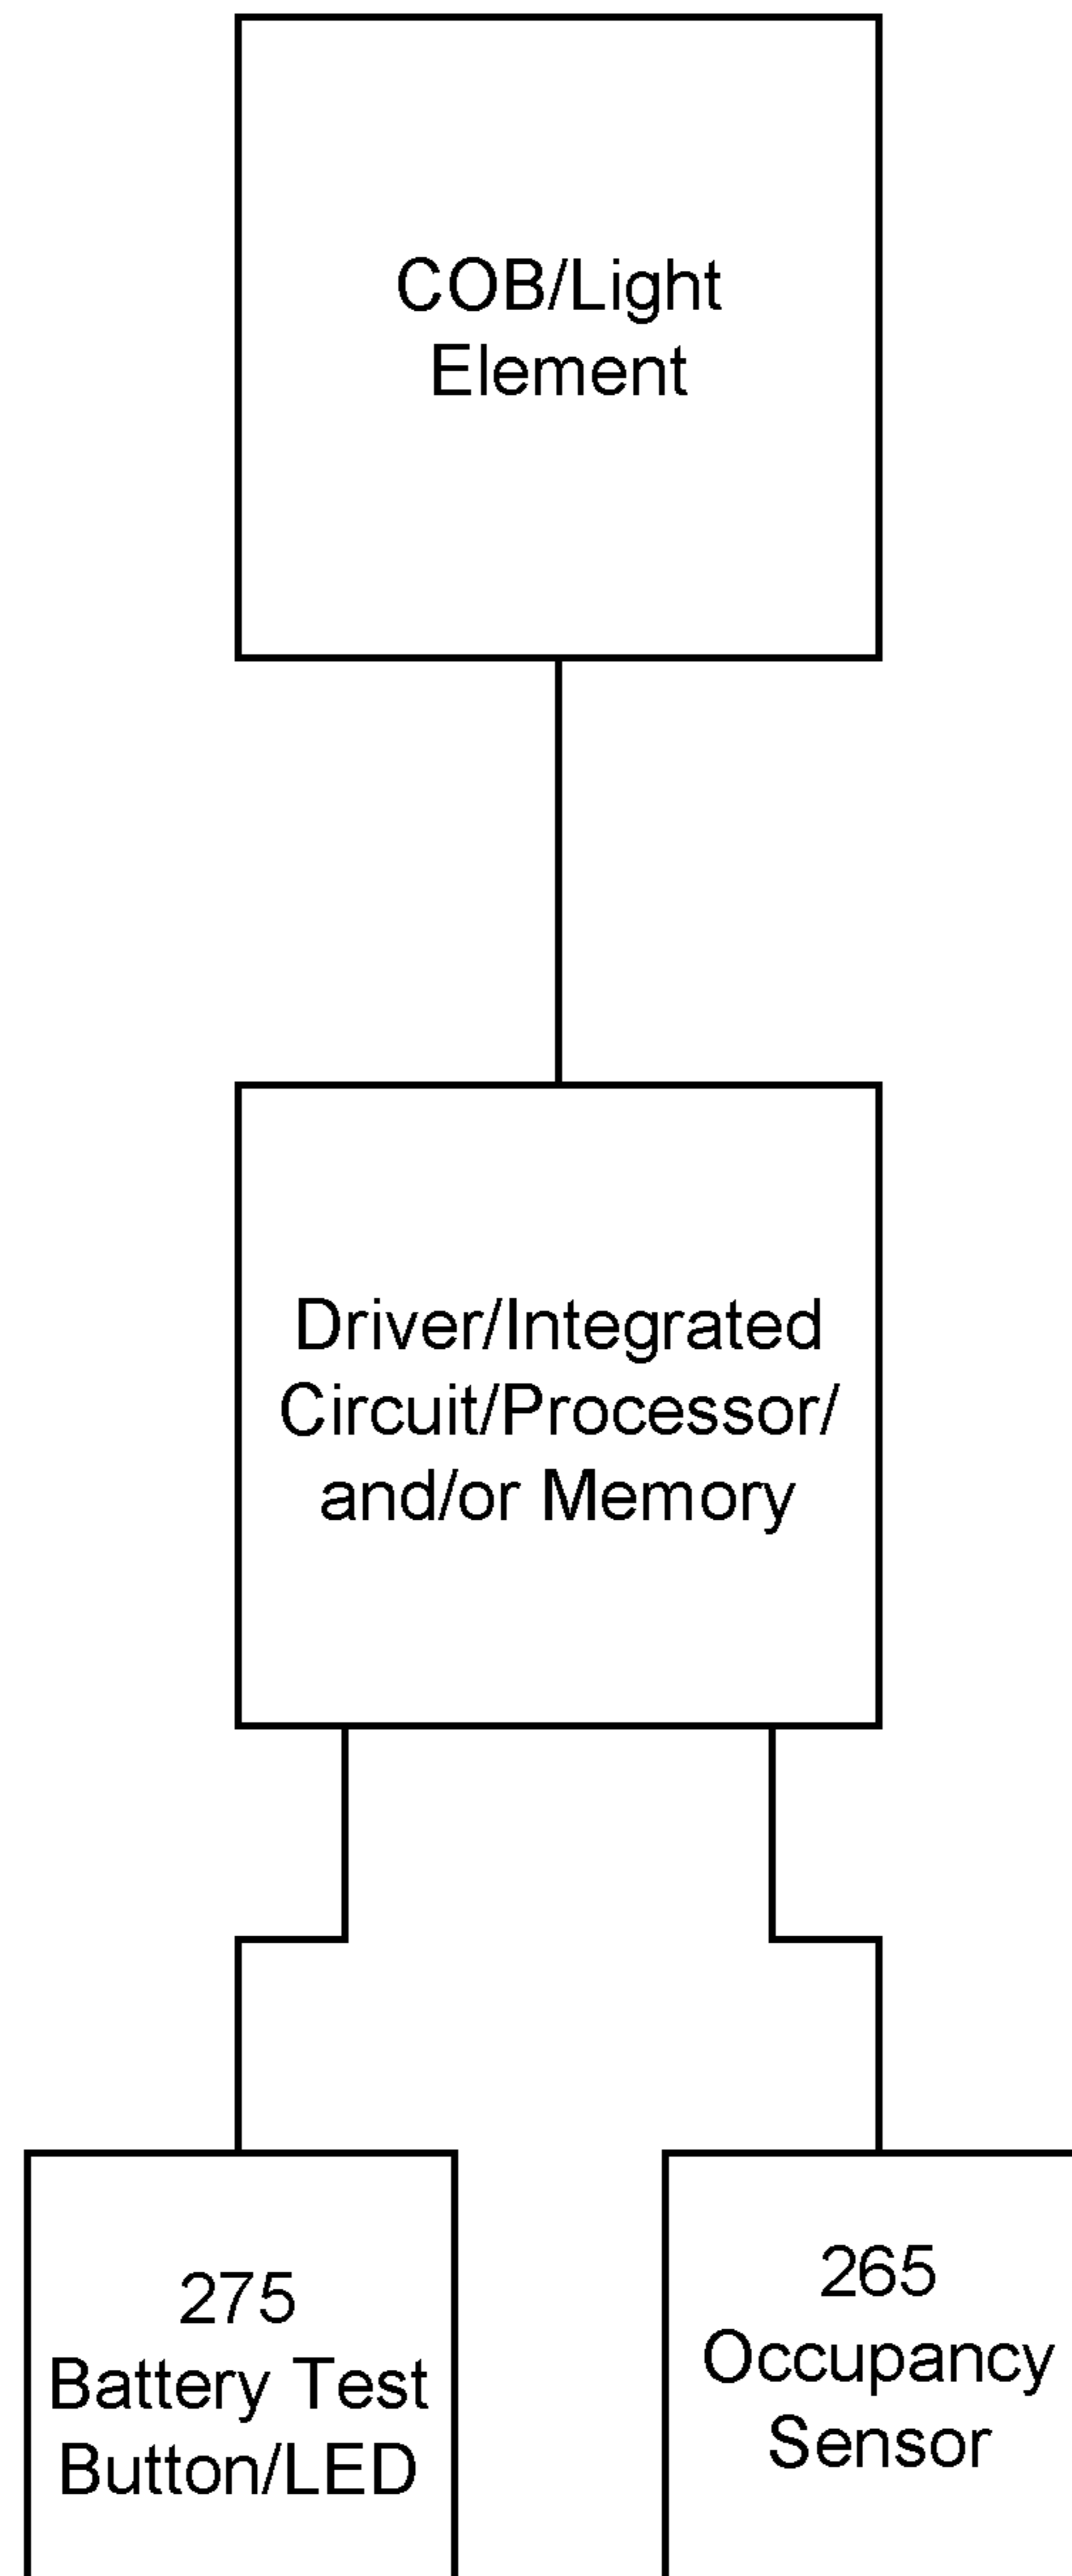 COB/Light
Element
Driver/Integrated
Circuit/Processor/
and/or Memory
275
Battery Test
Button/LED
265
Occupancy
Sensor